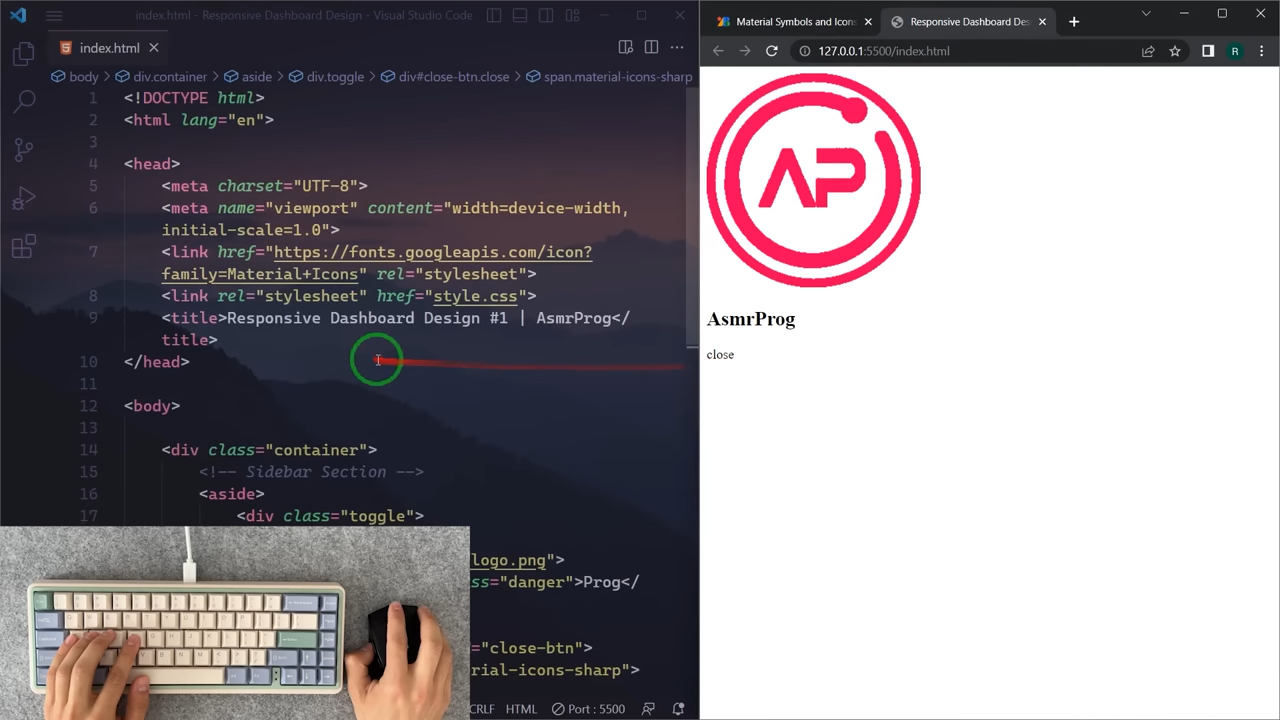 index.html - Responsive Dashboard Design - Visual Studio Code
index.html
body
div.container
aside
div.toggle
div#close-btn.close
span.material-icons-sharp
1 <!DOCTYPE html>
2 <html lang="en">
3
4 <head>
5 <meta charset="UTF-8">
6 <meta name="viewport" content="width=device-width,
initial-scale=1.0">
7 <link href="https://fonts.googleapis.com/icon?
family=Material+Icons" rel="stylesheet">
8 <link rel="stylesheet" href="style.css">
9 <title>Responsive Dashboard Design #1 | AsmrProg</
title>
10 </head>
11
12 <body>
13
14 <div class="container">
15 <!-- Sidebar Section -->
16 <aside>
17 <div class="toggle">
logo.png">
ss="danger">Prog</
="close-btn">
rial-icons-sharp">
CRLF HTML Port : 5500
Material Symbols and Icons
Responsive Dashboard Des
127.0.0.1:5500/index.html
R
AP
AsmrProg
close